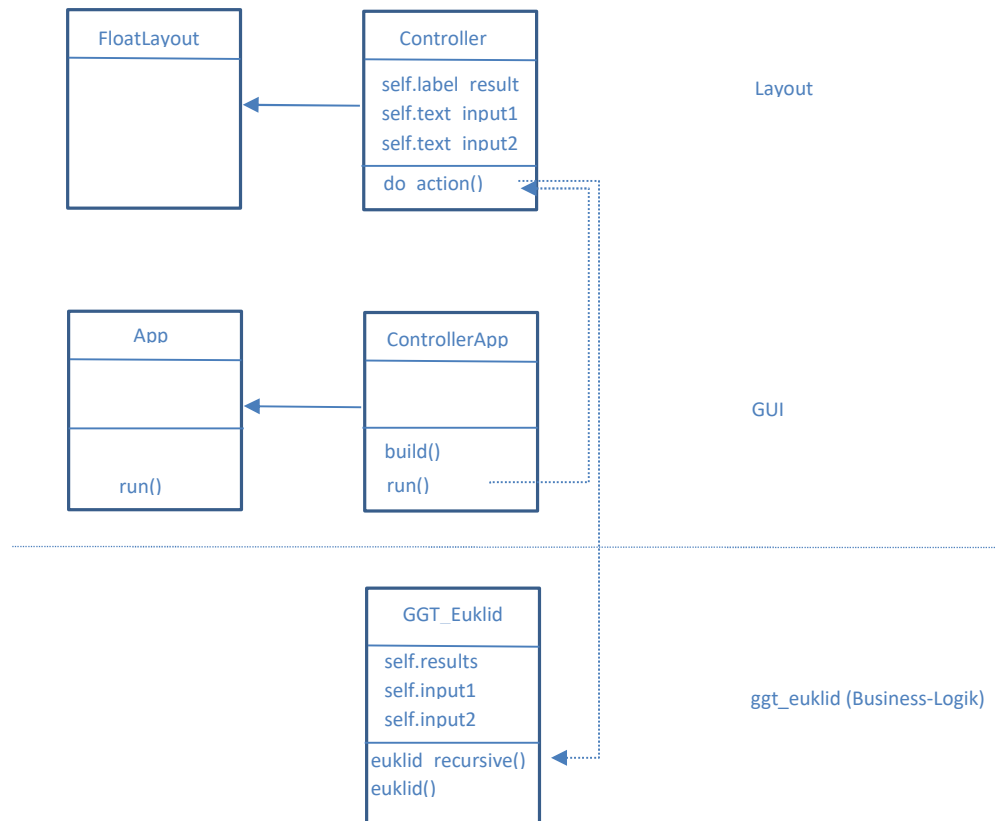 FloatLayout
Controller
self.label_result
self.text_input1
self.text_input2
do_action()
Layout
App
ControllerApp
run()
build()
run()
GUI
GGT_Euklid
self.results
self.input1
self.input2
euklid_recursive()
euklid()
ggt_euklid (Business-Logik)